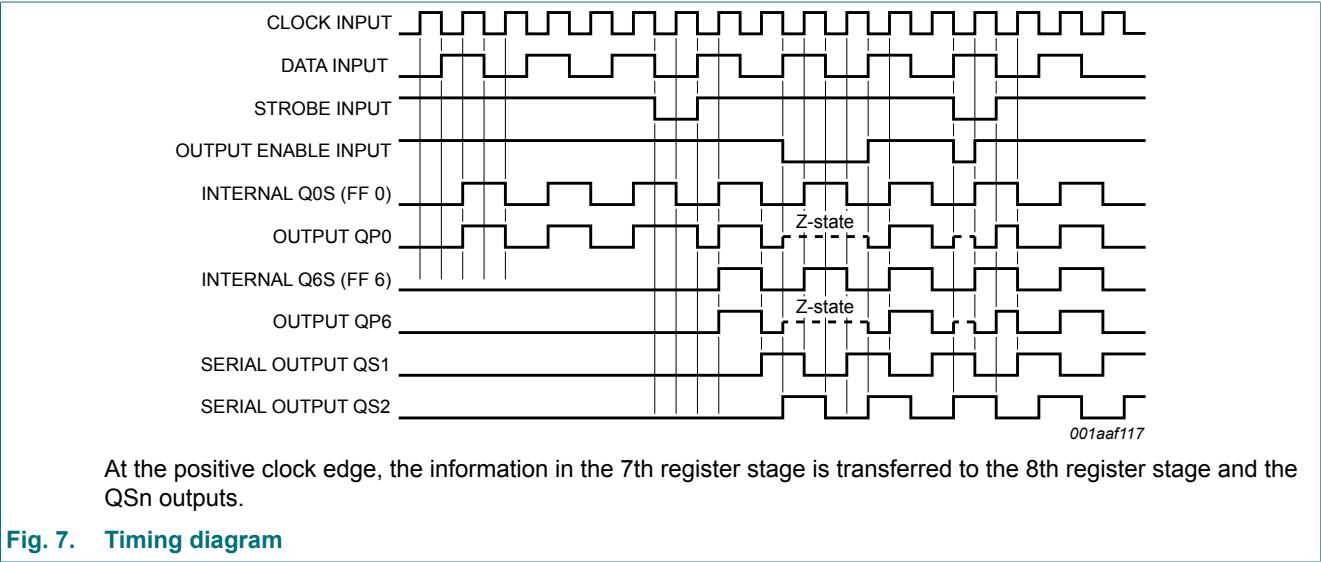 CLOCK INPUT
DATA INPUT
STROBE INPUT
OUTPUT ENABLE INPUT
INTERNAL Q0S (FF 0)
Z-state
OUTPUT QP0
INTERNAL Q6S (FF 6)
Z-state
OUTPUT QP6
SERIAL OUTPUT QS1
SERIAL OUTPUT QS2
001aaf117
At the positive clock edge, the information in the 7th register stage is transferred to the 8th register stage and the
QSn outputs.
Fig. 7. Timing diagram